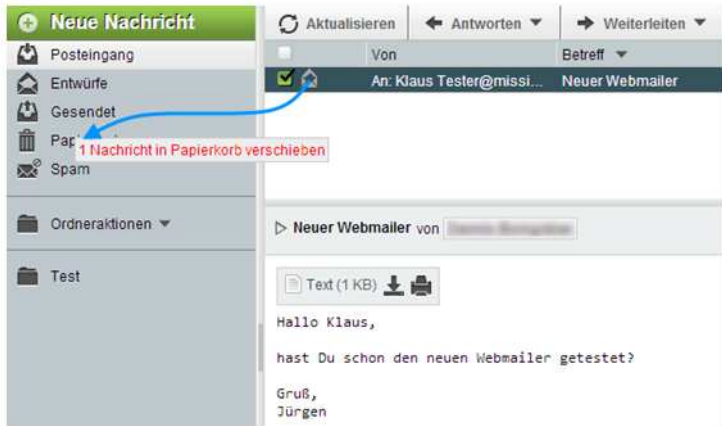 Neue Nachricht
Aktualisieren
Antworten
Weiterleiten
Posteingang
Entwürfe
Gesendet
Pap
Spam
Ordneraktionen
Test
Von
Betreff
An: Klaus Tester@missi...
Neuer Webmailer
1 Nachricht in Papierkorb verschieben
Neuer Webmailer von
Text (1 KB)
Hallo Klaus,
hast Du schon den neuen Webmailer getestet?
Gruß,
Jürgen